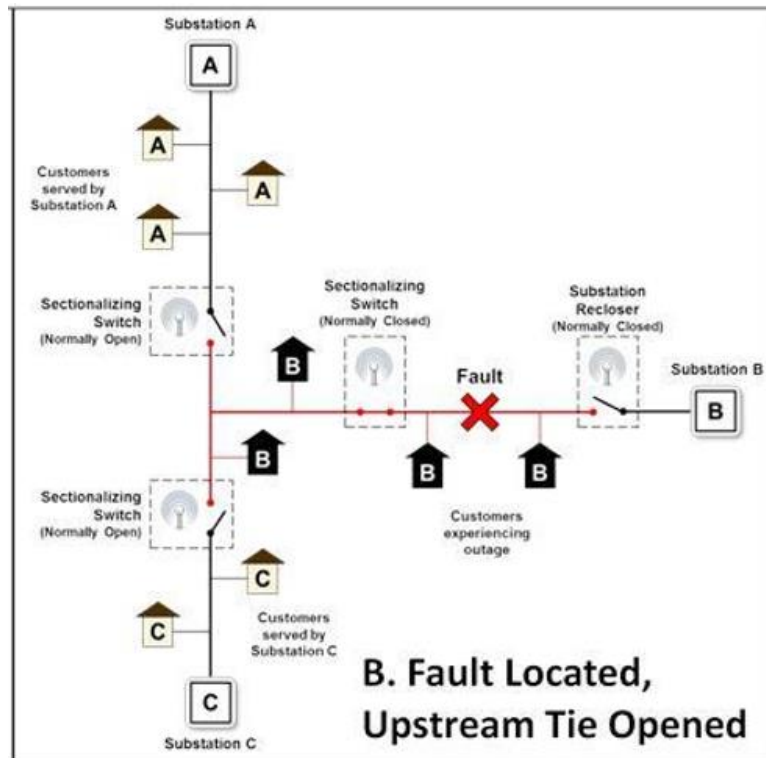 Substation A
A
A
Customers
served by
Substation A
A
A
Sectionalizing
Switch
(Normally Open)
Sectionalizing
Switch
(Normally Closed)
Substation
Recloser
(Normally Closed)
Substation B
B
Fault
B
B
B
B
Sectionalizing
Switch
(Normally Open)
Customers
experiencing
outage
C
C
Customers
served by
Substation C
C
Substation C
B. Fault Located,
Upstream Tie Opened